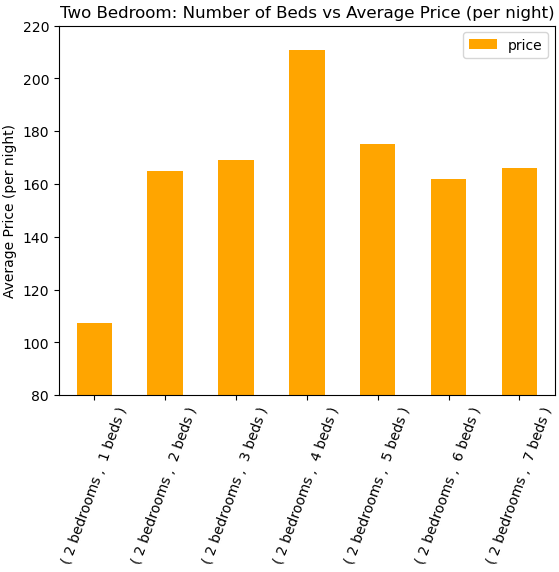 Two Bedroom: Number of Beds vs Average Price (per night)
price
Average Price (per night)
220
200
180
160
140
120
100
80
( 2 bedrooms ,   1 beds )
( 2 bedrooms ,   2 beds )
( 2 bedrooms ,   3 beds )
( 2 bedrooms ,   4 beds )
( 2 bedrooms ,   5 beds )
( 2 bedrooms ,   6 beds )
( 2 bedrooms ,   7 beds )